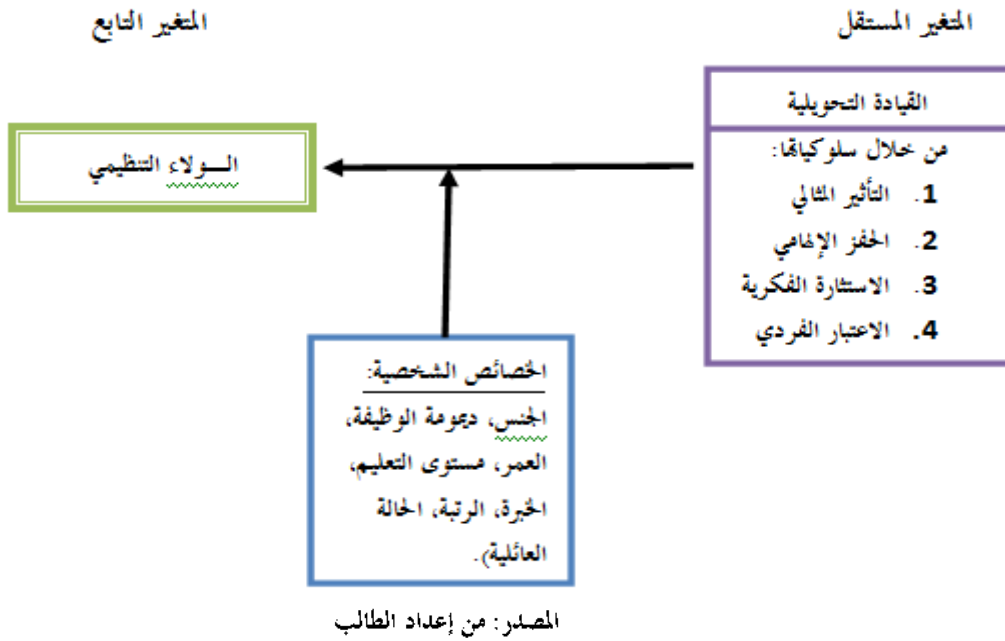 المتغير المستقل
المتغير التابع
القيادة التحويلية
من خلال سلوكياتها:
1. التأثير المثالي
2. الحفز الإلهامي
3. الاستثارة الفكرية
4. الاعتبار الفردي
الـــولاء التنظيمي
الخصائص الشخصية:
الجنس، ديمومة الوظيفة،
العمر، مستوى التعليم،
الخبرة، الرتبة، الحالة
العائلية).
المصدر: من إعداد الطالب